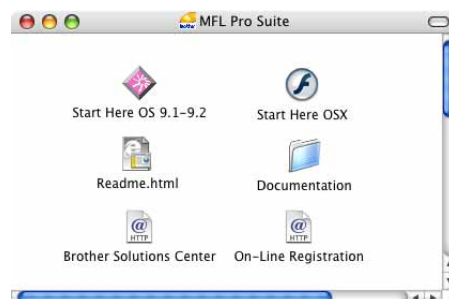 MFL Pro Suite
Start Here OS 9.1-9.2
Start Here OSX
Readme.html
Documentation
@
HTTP
@
HTTP
Brother Solutions Center
On-Line Registration